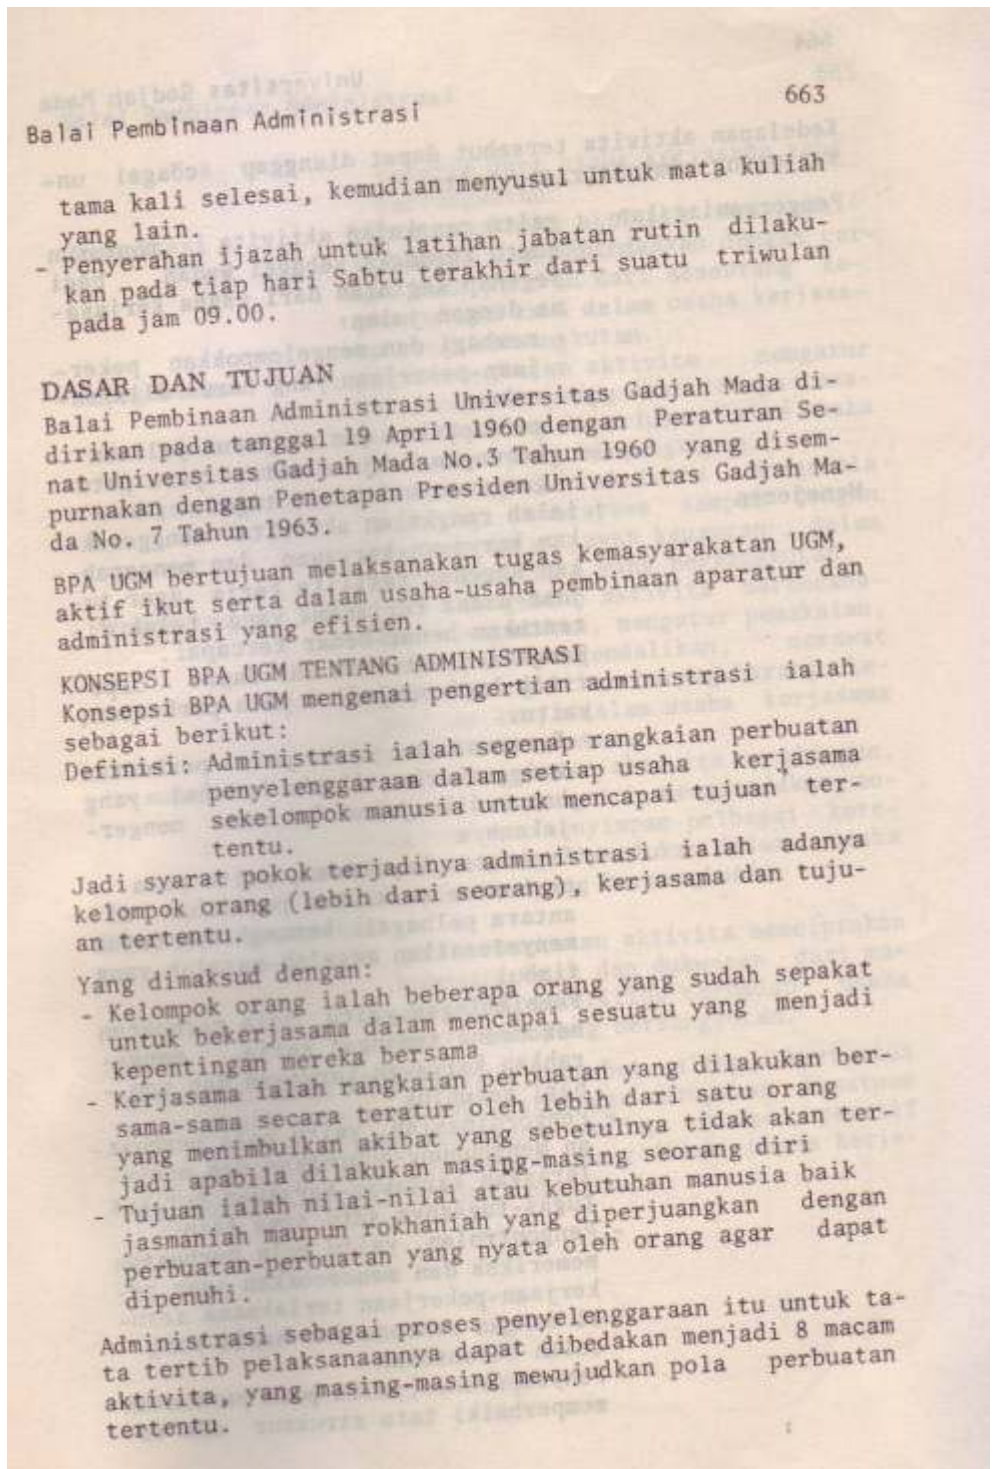 663
Balai Pembinaan Administrasi
tama kali selesai, kemudian menyusul untuk mata kuliah
yang lain.
- Penyerahan ijazah untuk latihan jabatan rutin dilaku-
kan pada tiap hari Sabtu terakhir dari suatu triwulan
pada jam 09.00.
DASAR DAN TUJUAN
Balai Pembinaan Administrasi Universitas Gadjah Mada di-
dirikan pada tanggal 19 April 1960 dengan Peraturan Se-
nat Universitas Gadjah Mada No.3 Tahun 1960 yang disem-
purnakan dengan Penetapan Presiden Universitas Gadjah Ma-
da No. 7 Tahun 1963.
BPA UGM bertujuan melaksanakan tugas kemasyarakatan UGM,
aktif ikut serta dalam usaha-usaha pembinaan aparatur dan
administrasi yang efisien.
KONSEPSI BPA UGM TENTANG ADMINISTRASI
Konsepsi BPA UGM mengenai pengertian administrasi ialah
sebagai berikut:
Definisi: Administrasi ialah segenap rangkaian perbuatan
penyelenggaraan dalam setiap usaha kerjasama
sekelompok manusia untuk mencapai tujuan ter-
tentu.
Jadi syarat pokok terjadinya administrasi ialah adanya
kelompok orang (lebih dari seorang), kerjasama dan tuju-
an tertentu.
Yang dimaksud dengan:
- Kelompok orang ialah beberapa orang yang sudah sepakat
untuk bekerjasama dalam mencapai sesuatu yang menjadi
kepentingan mereka bersama
- Kerjasama ialah rangkaian perbuatan yang dilakukan ber-
sama-sama secara teratur oleh lebih dari satu orang
yang menimbulkan akibat yang sebetulnya tidak akan ter-
jadi apabila dilakukan masing-masing seorang diri
- Tujuan ialah nilai-nilai atau kebutuhan manusia baik
jasmaniah maupun rokhaniah yang diperjuangkan dengan
perbuatan-perbuatan yang nyata oleh orang agar dapat
dipenuhi.
Administrasi sebagai proses penyelenggaraan itu untuk ta-
ta tertib pelaksanaannya dapat dibedakan menjadi 8 macam
aktivita, yang masing-masing mewujudkan pola perbuatan
tertentu.